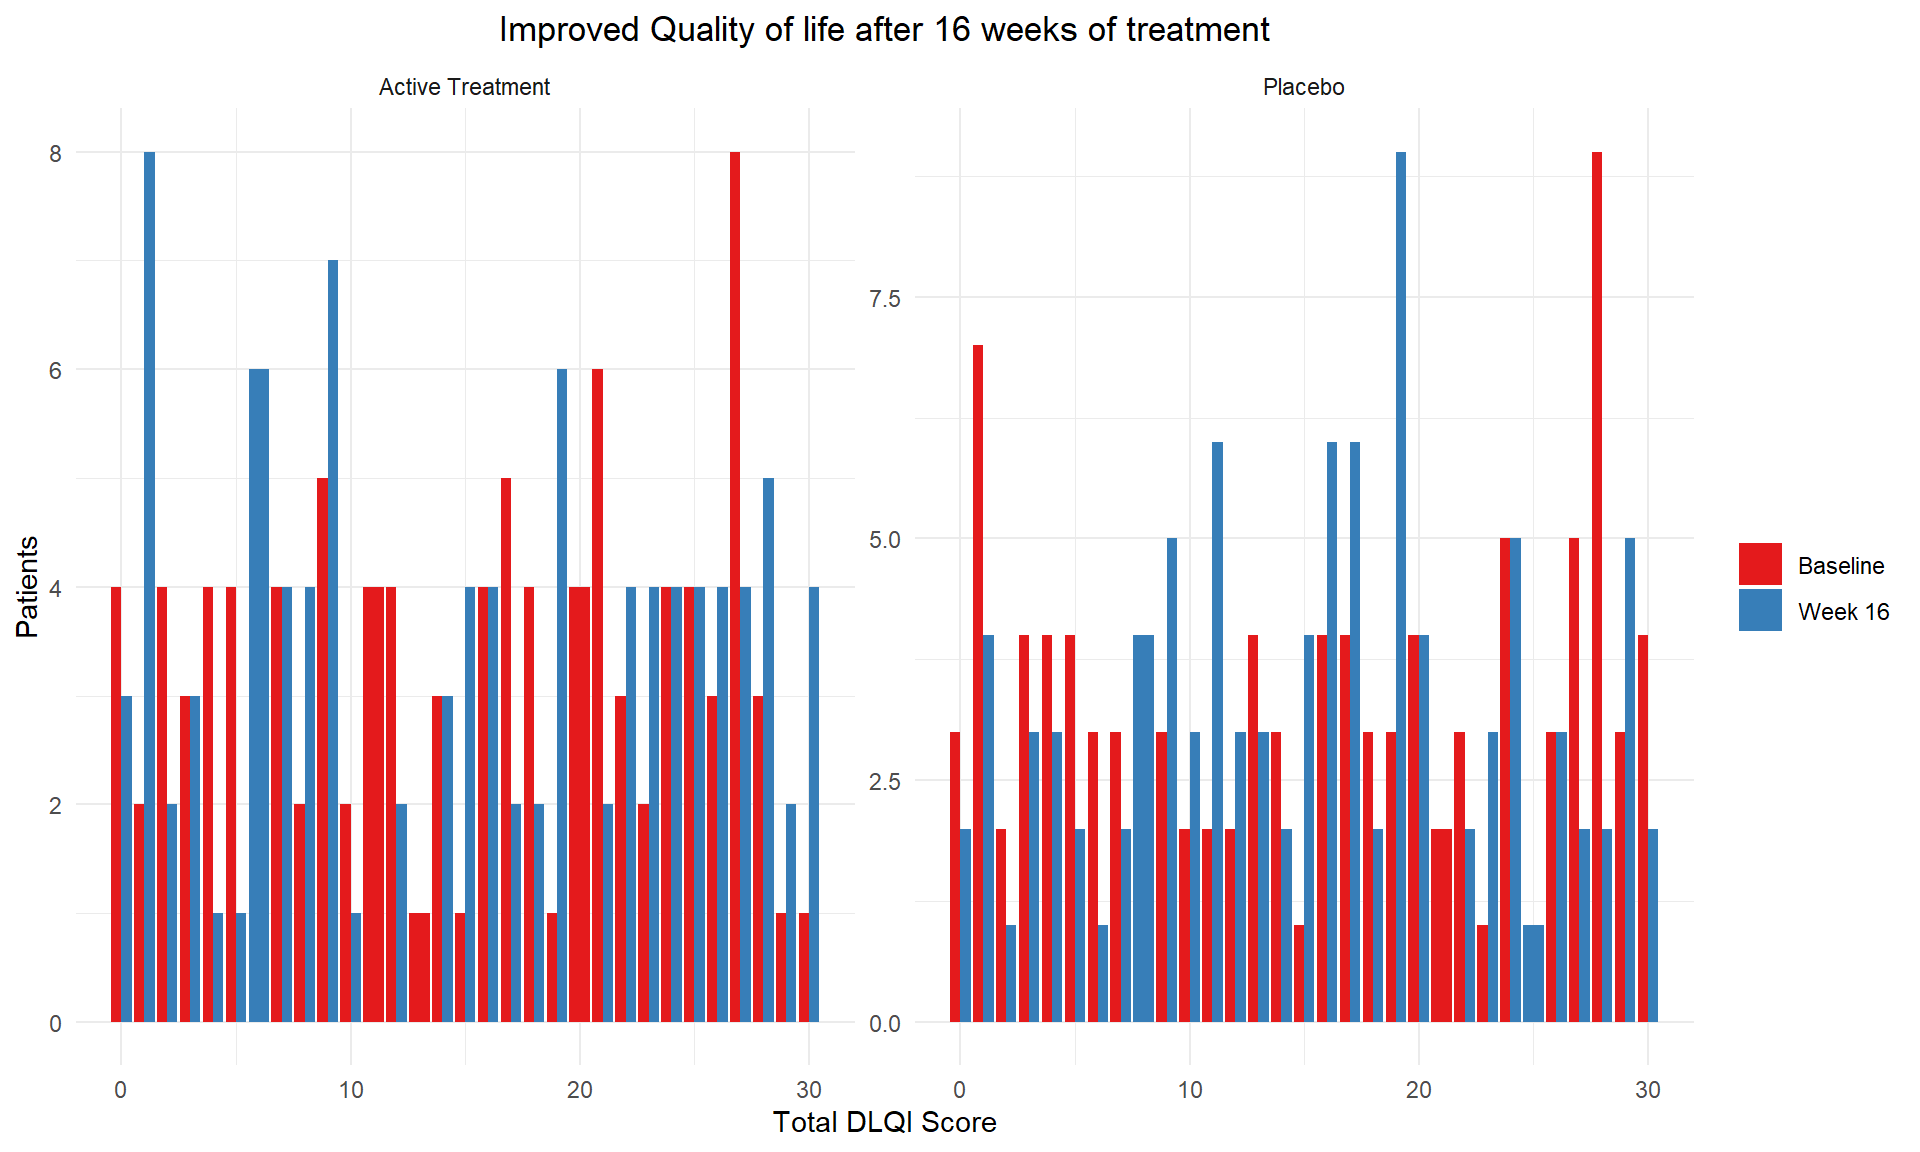 Improved Quality of life after 16 weeks of treatment
Active Treatment
Placebo
Patients
8
6
4
2
0
7.5
5.0
2.5
0.0
0 10 20 30
0 10 20 30
Total DLQI Score
Baseline
Week 16